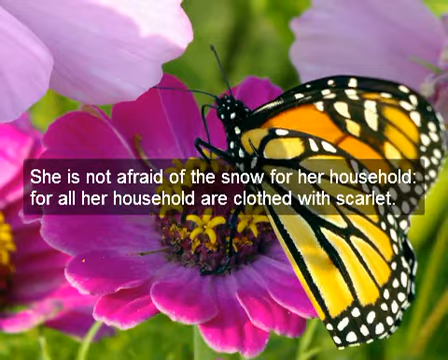 She is not afraid of the snow for her household:
for all her household are clothed with scarlet.